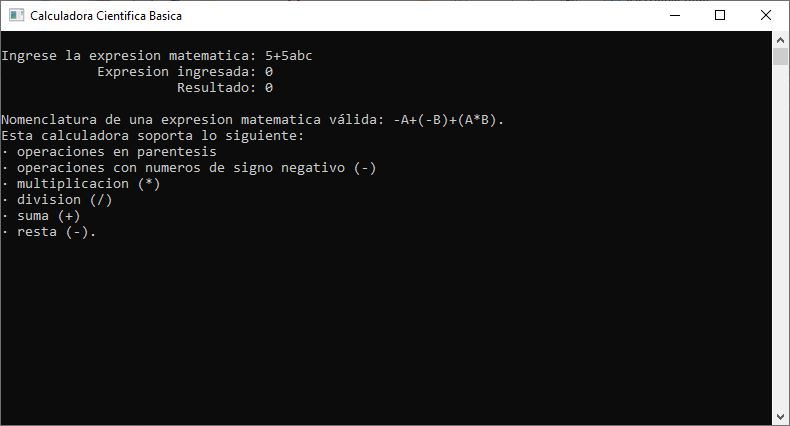 Calculadora Cientifica Basica
Ingrese la expresion matematica: 5+5abc
Expresion ingresada: 0
Resultado: 0
Nomenclatura de una expresion matematica válida: -A+(-B)+(A*B).
Esta calculadora soporta lo siguiente:
· operaciones en parentesis
· operaciones con numeros de signo negativo (-)
· multiplicacion (*)
· division (/)
· suma (+)
· resta (-).